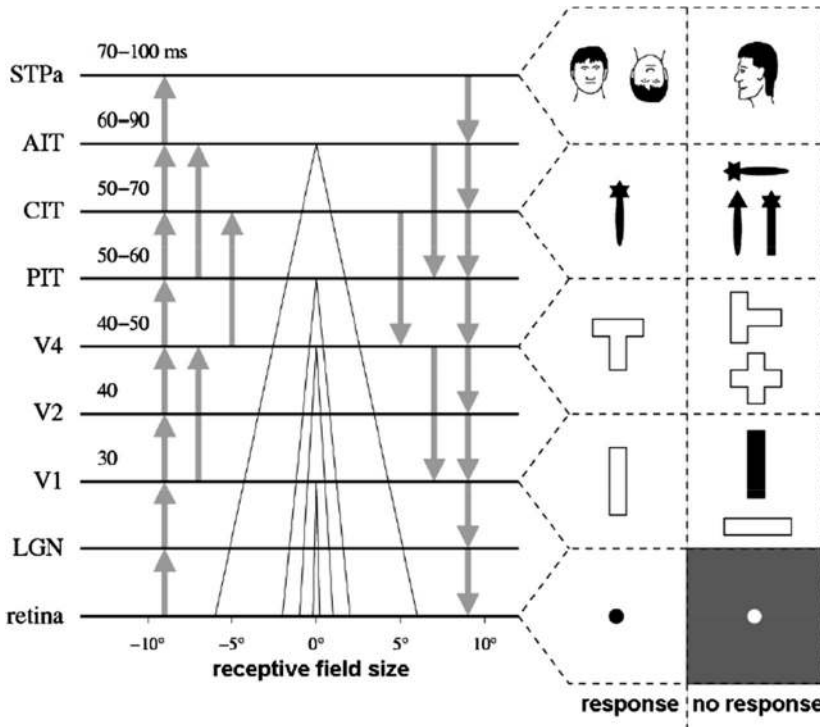 70–100 ms
STPa
60–90
AIT
50–70
CIT
50–60
PIT
40–50
V4
40
V2
30
V1
LGN
retina
−10° −5° 0° 5° 10°
receptive field size
response no response